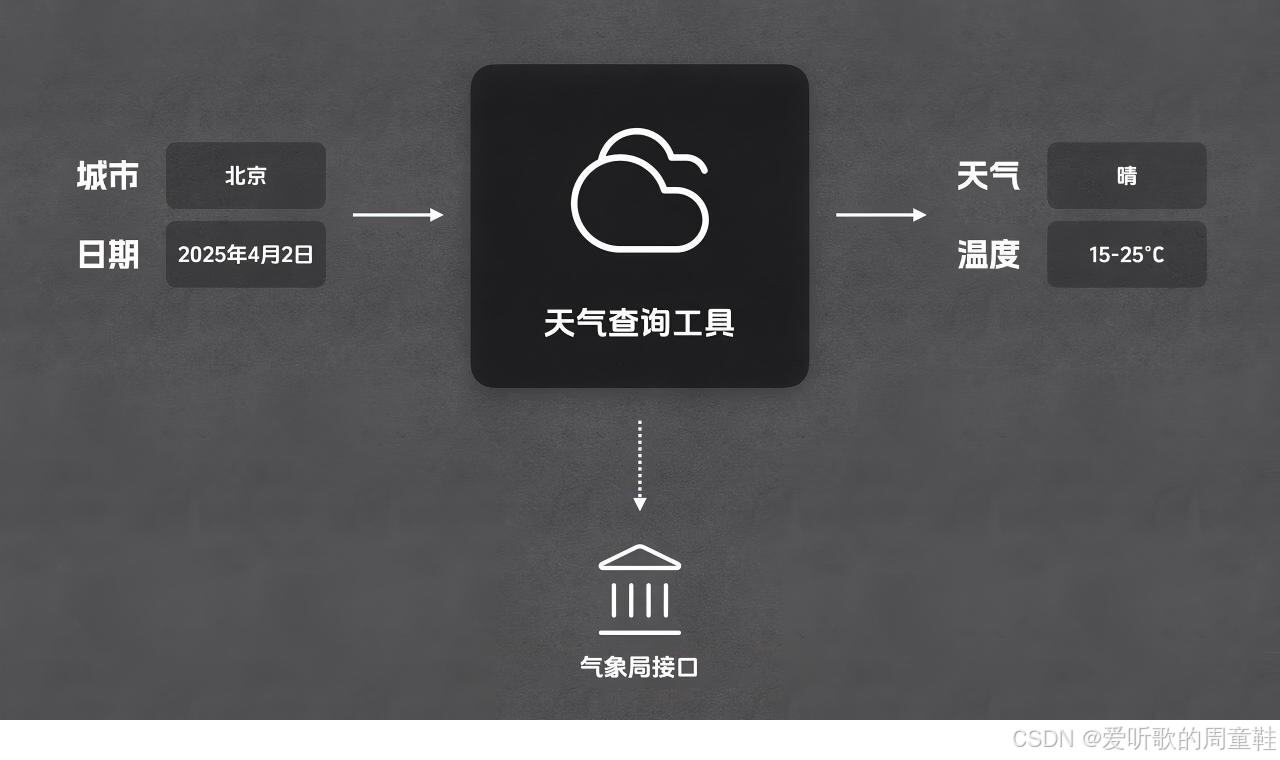 城市
北京
日期
2025年4月2日
天气查询工具
天气
晴
温度
15-25°C
气象局接口
CSDN @爱听歌的周童鞋